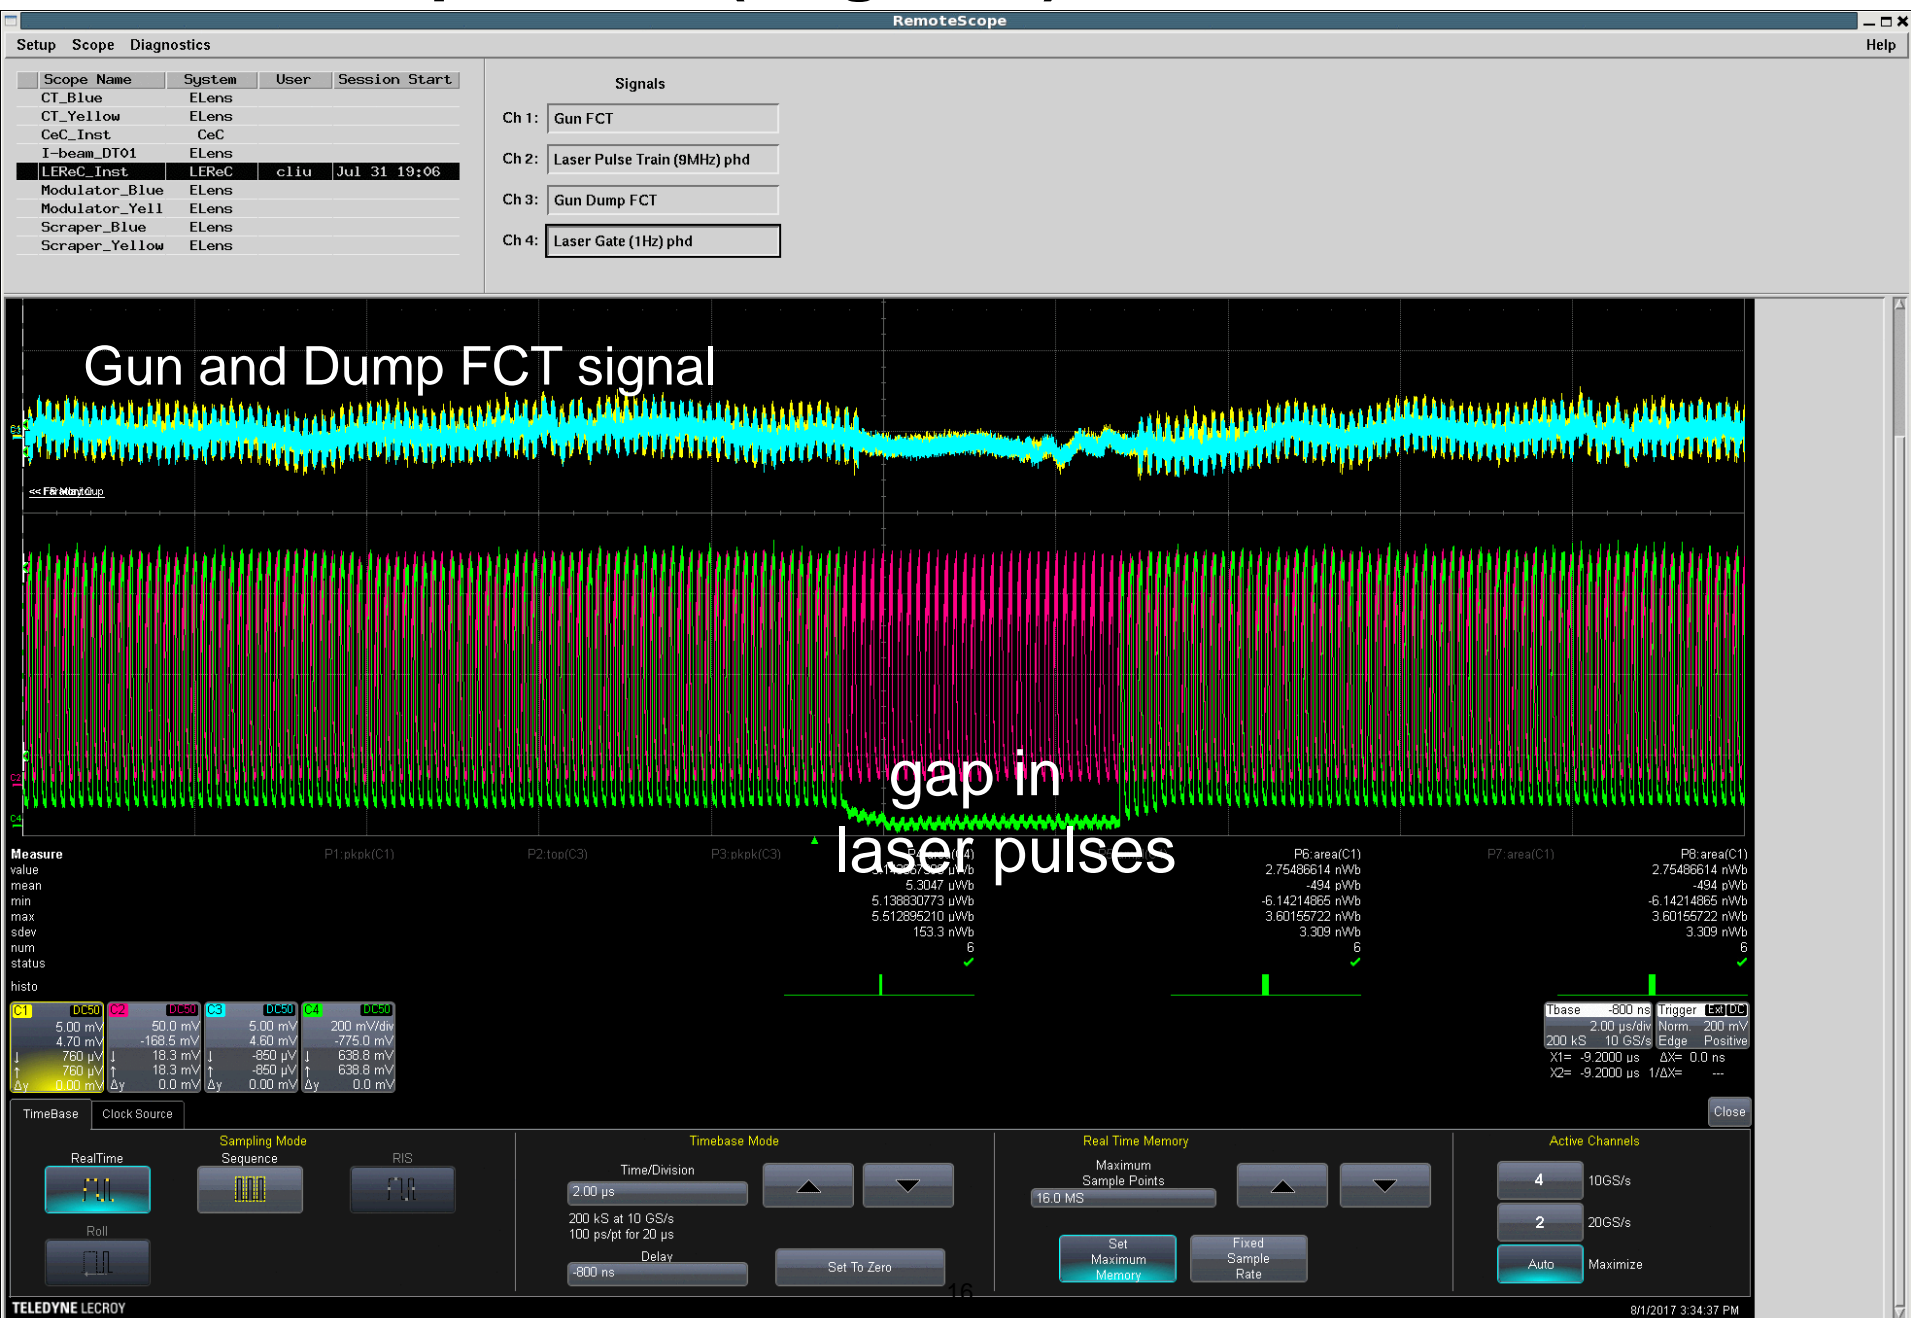 RemoteScope
Setup Scope Diagnostics Help
Scope Name System User Session Start
CT_Blue ELens
CT_Yellow ELens
CeC_Inst CeC
I-beam_DT01 ELens
LEReC_Inst LEReC cliu Jul 31 19:06
Modulator_Blue ELens
Modulator_Yell ELens
Scraper_Blue ELens
Scraper_Yellow ELens
Signals
Ch 1: Gun FCT
Ch 2: Laser Pulse Train (9MHz) phd
Ch 3: Gun Dump FCT
Ch 4: Laser Gate (1Hz) phd
Gun and Dump FCT signal
C2
C4
gap in
laser pulses
Measure P1:pkpk(C1) P2:top(C3) P3:pkpk(C3) P6:area(C1) P7:area(C1) P8:area(C1)
value 2.75486614 nWb 2.75486614 nWb
mean 5.3047 µWb -494 pWb -494 pWb
min 5.138830773 µWb -6.14214865 nWb -6.14214865 nWb
max 5.512895210 µWb 3.60155722 nWb 3.60155722 nWb
sdev 153.3 nWb 3.309 nWb 3.309 nWb
num 6 6 6
status
histo
C1 DC50 C2 DC50 C3 DC50 C4 DC50
5.00 mV 50.0 mV 5.00 mV 200 mV/div
4.70 mV -168.5 mV 4.60 mV -775.0 mV
↓ 760 µV ↓ 18.3 mV ↓ -850 µV ↓ 638.8 mV
↑ 760 µV ↑ 18.3 mV ↑ -850 µV ↑ 638.8 mV
Δy 0.00 mV Δy 0.0 mV Δy 0.00 mV Δy 0.0 mV
Tbase -800 ns Trigger Ext DC
2.00 µs/div Norm. 200 mV
200 kS 10 GS/s Edge Positive
X1= -9.2000 µs ΔX= 0.0 ns
X2= -9.2000 µs 1/ΔX= ---
TimeBase Clock Source Close
Sampling Mode
RealTime Sequence RIS
Roll
Timebase Mode
Time/Division
2.00 µs
200 kS at 10 GS/s
100 ps/pt for 20 µs
Delay
-800 ns
Set To Zero
Real Time Memory
Maximum
Sample Points
16.0 MS
Set
Maximum
Memory
Fixed
Sample
Rate
Active Channels
4 10GS/s
2 20GS/s
Auto Maximize
16
TELEDYNE LECROY 8/1/2017 3:34:37 PM